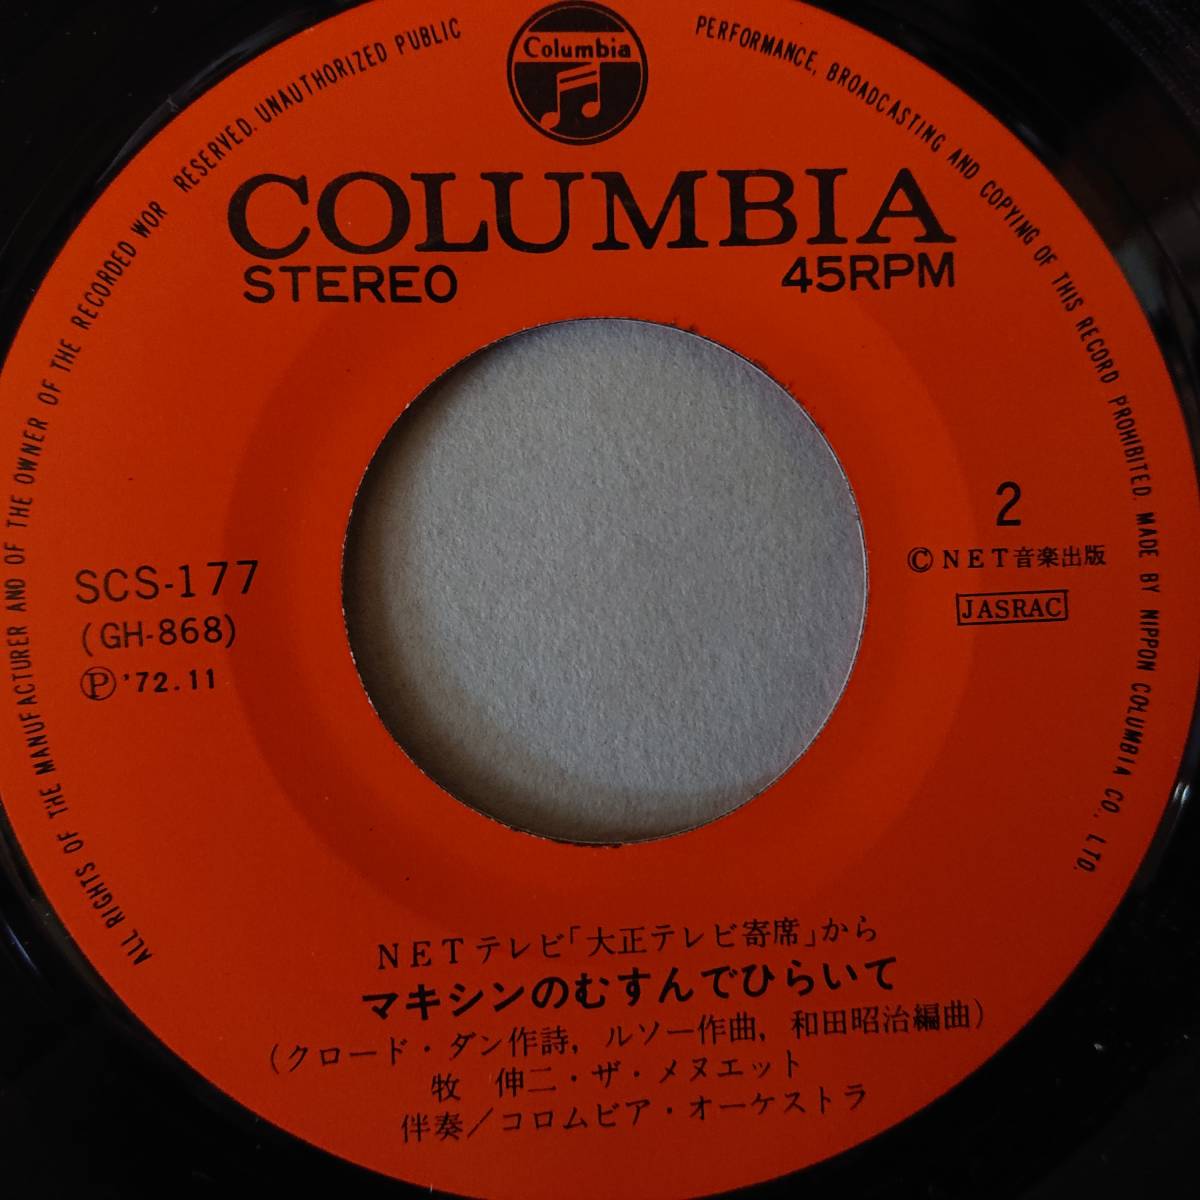 Columbia
COLUMBIA
STEREO
45RPM
2
ⒸNET音楽出版
JASRAC
SCS-177
(GH-868)
Ⓟ'72.11
NETテレビ「大正テレビ寄席」から
マキシンのむすんでひらいて
(クロード・ダン作詩, ルソー作曲, 和田昭治編曲)
牧 伸二・ザ・メヌエット
伴奏/コロムビア・オーケストラ
ALL RIGHTS OF THE MANUFACTURER AND OF THE OWNER OF THE RECORDED WOR RESERVED. UNAUTHORIZED PUBLIC PERFORMANCE, BROADCASTING AND COPYING OF THIS RECORD PROHIBITED. MADE BY NIPPON COLUMBIA CO., LTD.